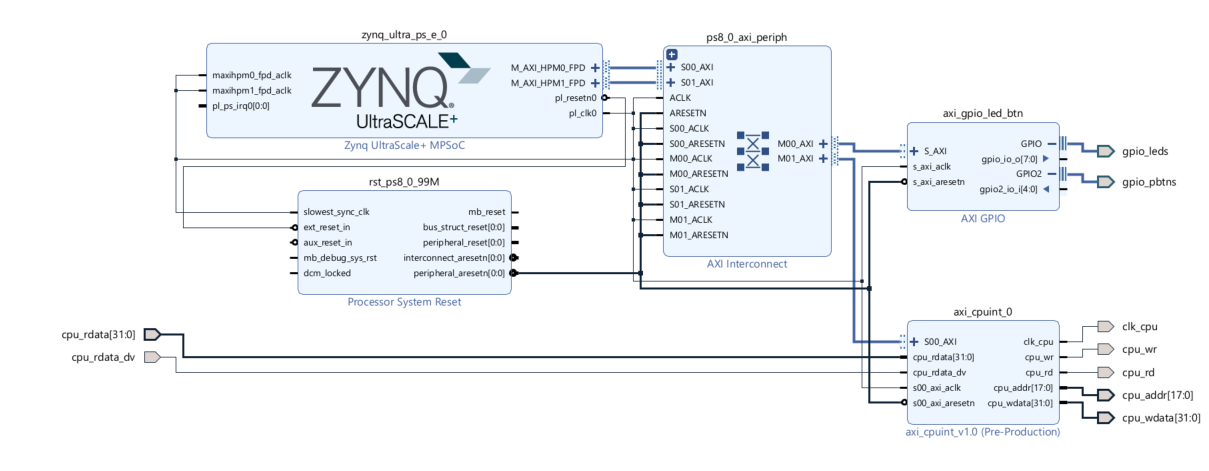 zynq_ultra_ps_e_0
maxihpm0_fpd_aclk
maxihpm1_fpd_aclk
pl_ps_irq0[0:0]
ZYNQ
UltraSCALE+
M_AXI_HPM0_FPD
M_AXI_HPM1_FPD
pl_resetn0
pl_clk0
Zynq UltraScale+ MPSoC
rst_ps8_0_99M
slowest_sync_clk
ext_reset_in
aux_reset_in
mb_debug_sys_rst
dcm_locked
mb_reset
bus_struct_reset[0:0]
peripheral_reset[0:0]
interconnect_aresetn[0:0]
peripheral_aresetn[0:0]
Processor System Reset
ps8_0_axi_periph
S00_AXI
S01_AXI
ACLK
ARESETN
S00_ACLK
S00_ARESETN
M00_ACLK
M00_ARESETN
S01_ACLK
S01_ARESETN
M01_ACLK
M01_ARESETN
M00_AXI
M01_AXI
AXI Interconnect
axi_gpio_led_btn
S_AXI
s_axi_aclk
s_axi_aresetn
GPIO
gpio_io_o[7:0]
GPIO2
gpio2_io_i[4:0]
AXI GPIO
gpio_leds
gpio_pbtns
cpu_rdata[31:0]
cpu_rdata_dv
axi_cpuint_0
S00_AXI
cpu_rdata[31:0]
cpu_rdata_dv
s00_axi_aclk
s00_axi_aresetn
clk_cpu
cpu_wr
cpu_rd
cpu_addr[17:0]
cpu_wdata[31:0]
axi_cpuint_v1.0 (Pre-Production)
clk_cpu
cpu_wr
cpu_rd
cpu_addr[17:0]
cpu_wdata[31:0]